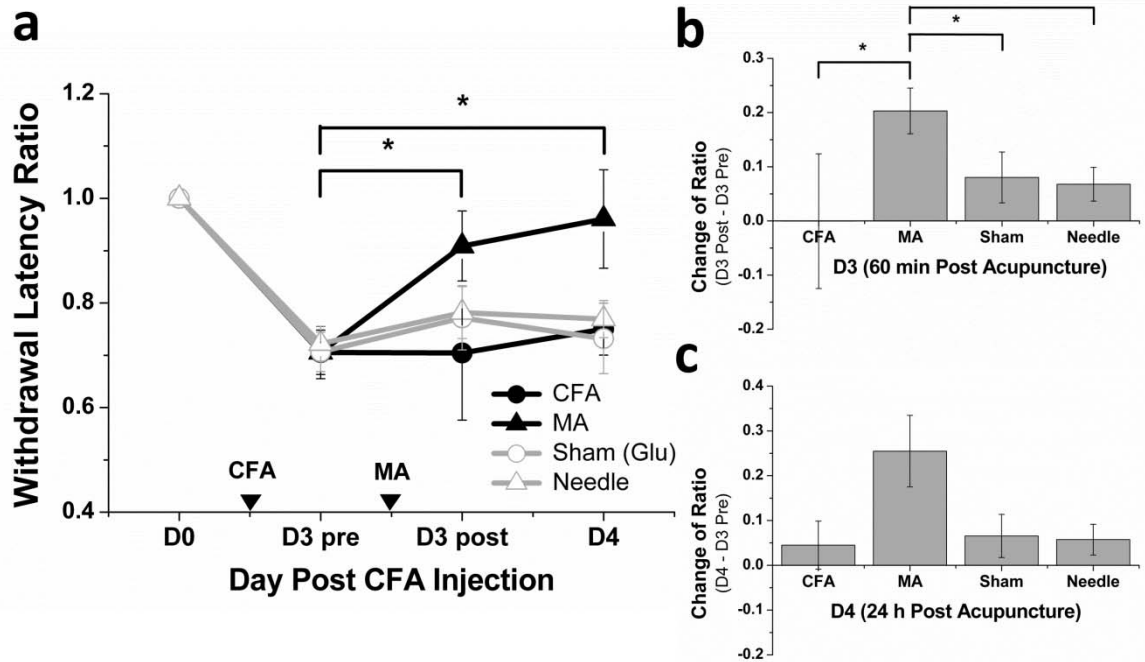 a
Withdrawal Latency Ratio
1.2
1.0
0.8
0.6
0.4
*
*
CFA
MA
CFA
MA
Sham (Glu)
Needle
D0
D3 pre
D3 post
D4
Day Post CFA Injection
b
*
*
Change of Ratio
(D3 Post - D3 Pre)
0.3
0.2
0.1
0.0
-0.1
-0.2
CFA
MA
Sham
Needle
D3 (60 min Post Acupuncture)
c
Change of Ratio
(D4 - D3 Pre)
0.4
0.3
0.2
0.1
0.0
-0.1
-0.2
CFA
MA
Sham
Needle
D4 (24 h Post Acupuncture)